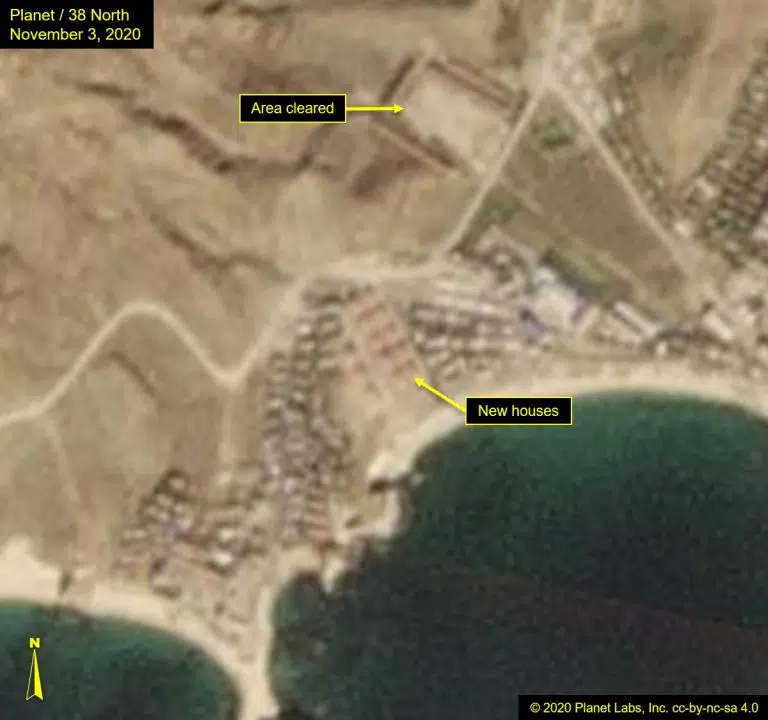 Planet / 38 North
November 3, 2020
Area cleared
New houses
N
© 2020 Planet Labs, Inc. cc-by-nc-sa 4.0